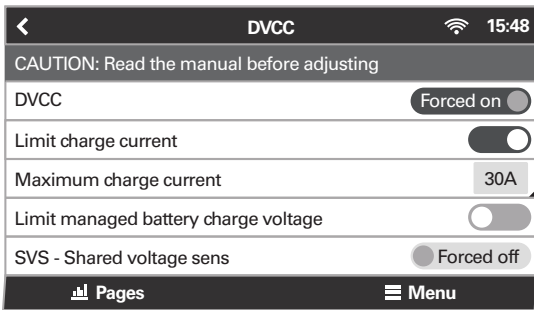 DVCC 15:48
CAUTION: Read the manual before adjusting
DVCC Forced on
Limit charge current
Maximum charge current 30A
Limit managed battery charge voltage
SVS - Shared voltage sens Forced off
Pages Menu